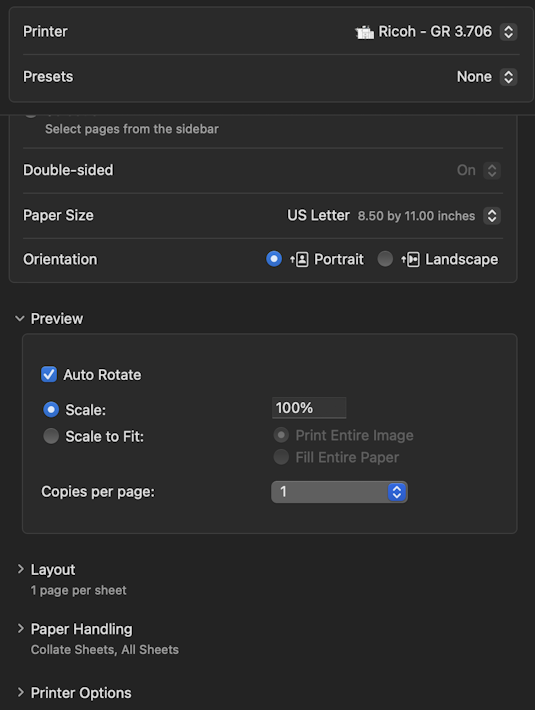 Printer Ricoh - GR 3.706
Presets None
Select pages from the sidebar
Double-sided On
Paper Size US Letter 8.50 by 11.00 inches
Orientation Portrait Landscape
Preview
Auto Rotate
Scale: 100%
Scale to Fit: Print Entire Image
Fill Entire Paper
Copies per page: 1
Layout
1 page per sheet
Paper Handling
Collate Sheets, All Sheets
Printer Options